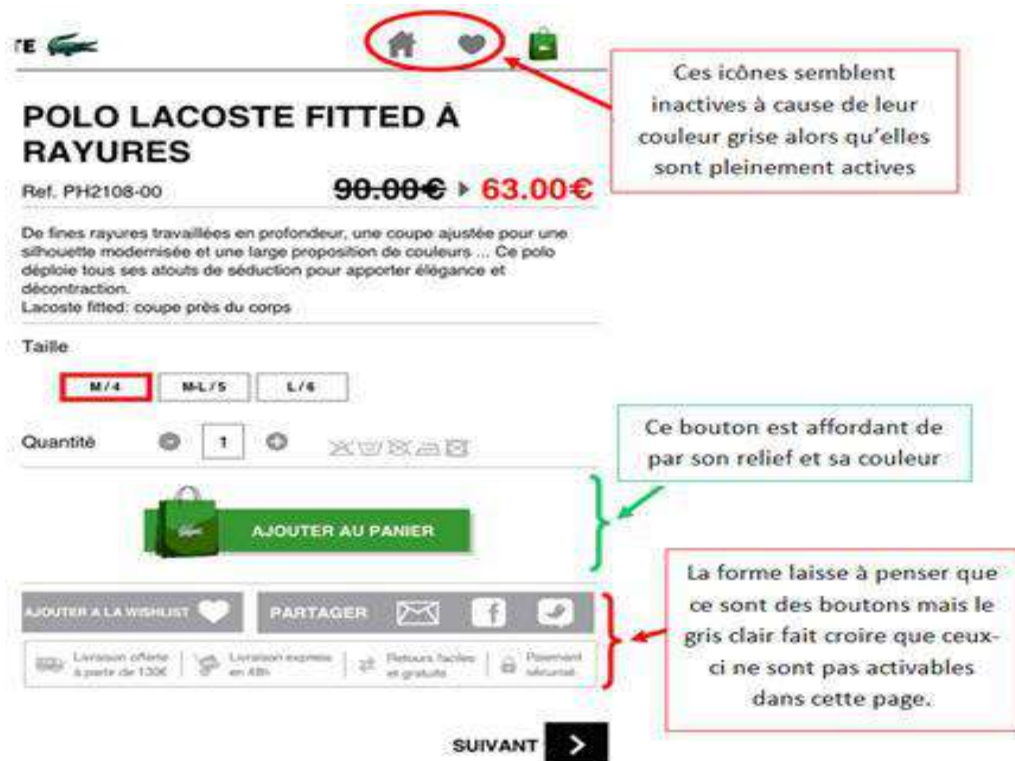 TE
Ces icônes semblent
inactives à cause de leur
couleur grise alors qu'elles
sont pleinement actives
POLO LACOSTE FITTED À
RAYURES
Ref. PH2108-00
90.00€ 63.00€
De fines rayures travaillées en profondeur, une coupe ajustée pour une
silhouette modernisée et une large proposition de couleurs ... Ce polo
déploie tous ses atouts de séduction pour apporter élégance et
décontraction.
Lacoste fitted: coupe près du corps
Taille
M / 4 M-L / 5 L / 6
Quantité 1
Ce bouton est affordant de
par son relief et sa couleur
AJOUTER AU PANIER
La forme laisse à penser que
ce sont des boutons mais le
gris clair fait croire que ceux-
ci ne sont pas activables
dans cette page.
AJOUTER A LA WISHLIST PARTAGER
Livraison offerte
à partir de 130€
Livraison express
en 48h
Retours faciles
et gratuits
Paiement
sécurisé
SUIVANT